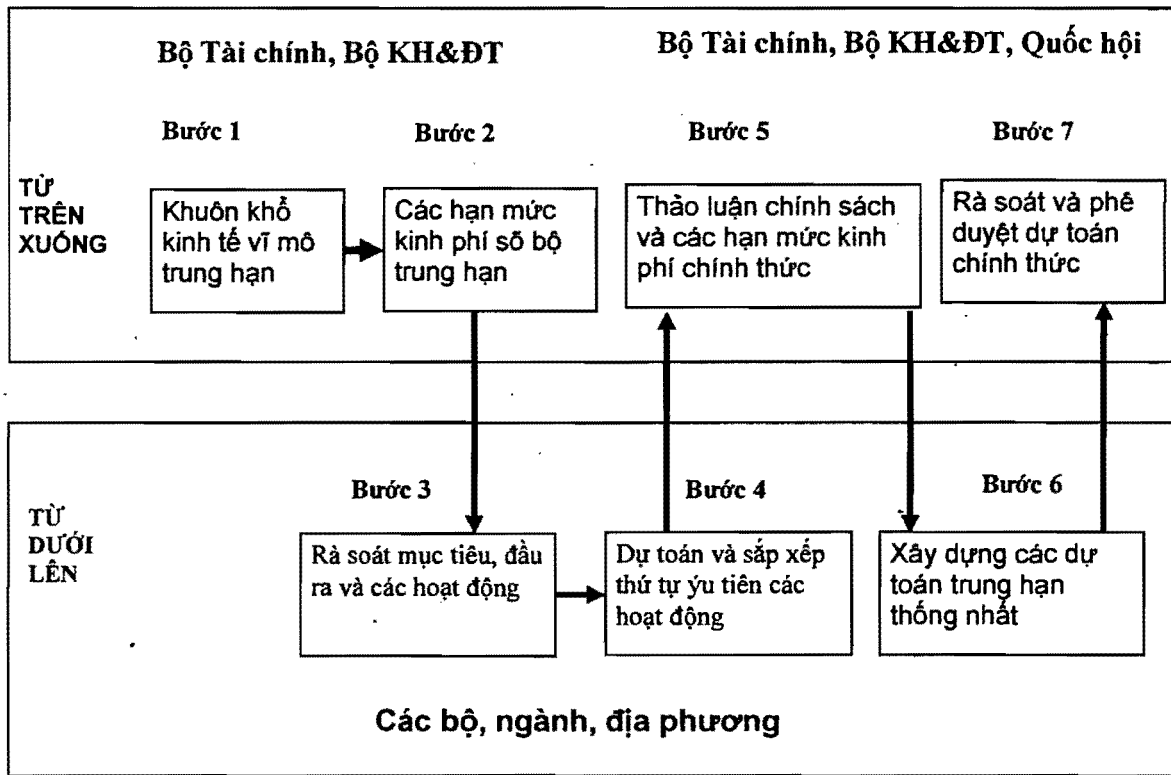 Bộ Tài chính, Bộ KH&ĐT
Bộ Tài chính, Bộ KH&ĐT, Quốc hội
Bước 1
Bước 2
Bước 5
Bước 7
TỪ
TRÊN
XUỐNG
Khuôn khổ
kinh tế vĩ mô
trung hạn
Các hạn mức
kinh phí sõ bộ
trung hạn
Thảo luận chính sách
và các hạn mức kinh
phí chính thức
Rà soát và phê
duyệt dự toán
chính thức
Bước 3
Bước 4
Bước 6
TỪ
DƯỚI
LÊN
Rà soát mục tiêu, đầu
ra và các hoạt động
Dự toán và sắp xếp
thứ tự ýu tiên các
hoạt động
Xây dựng các dự
toán trung hạn
thống nhất
Các bộ, ngành, địa phương